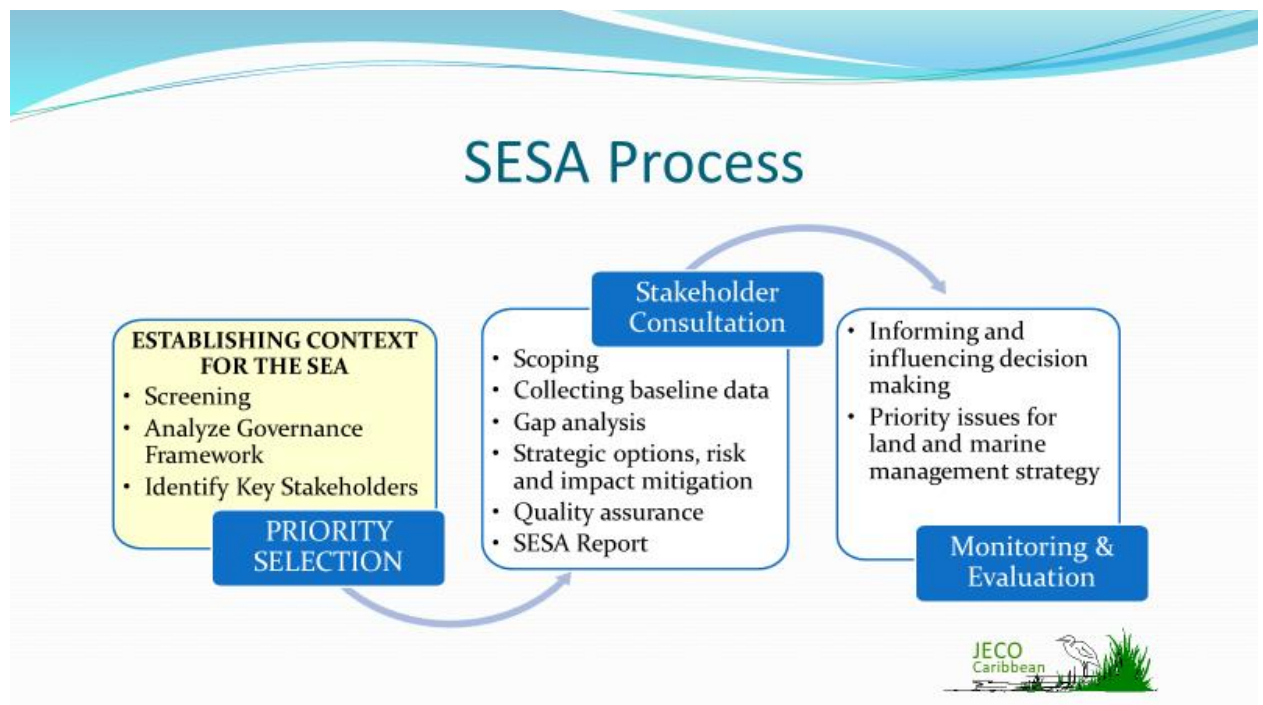 SESA Process
ESTABLISHING CONTEXT
FOR THE SEA
• Screening
• Analyze Governance
Framework
• Identify Key Stakeholders
PRIORITY
SELECTION
Stakeholder
Consultation
• Scoping
• Collecting baseline data
• Gap analysis
• Strategic options, risk
and impact mitigation
• Quality assurance
• SESA Report
• Informing and
influencing decision
making
• Priority issues for
land and marine
management strategy
Monitoring &
Evaluation
JECO
Caribbean